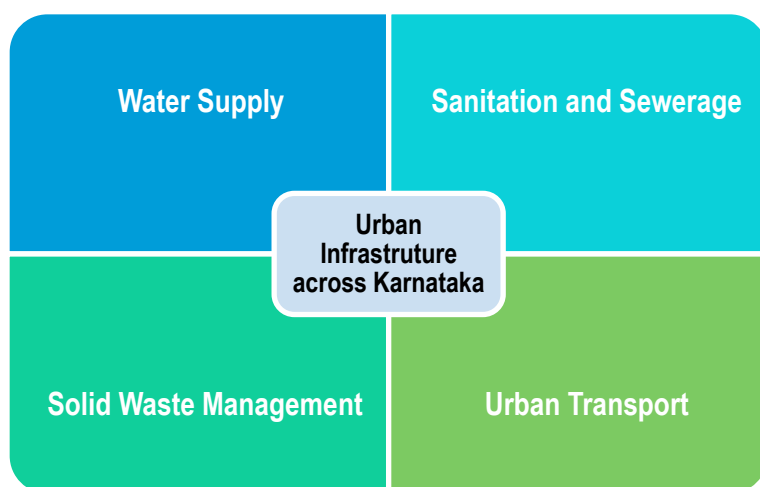 Water Supply
Sanitation and Sewerage
Urban
Infrastruture
across Karnataka
Solid Waste Management
Urban Transport